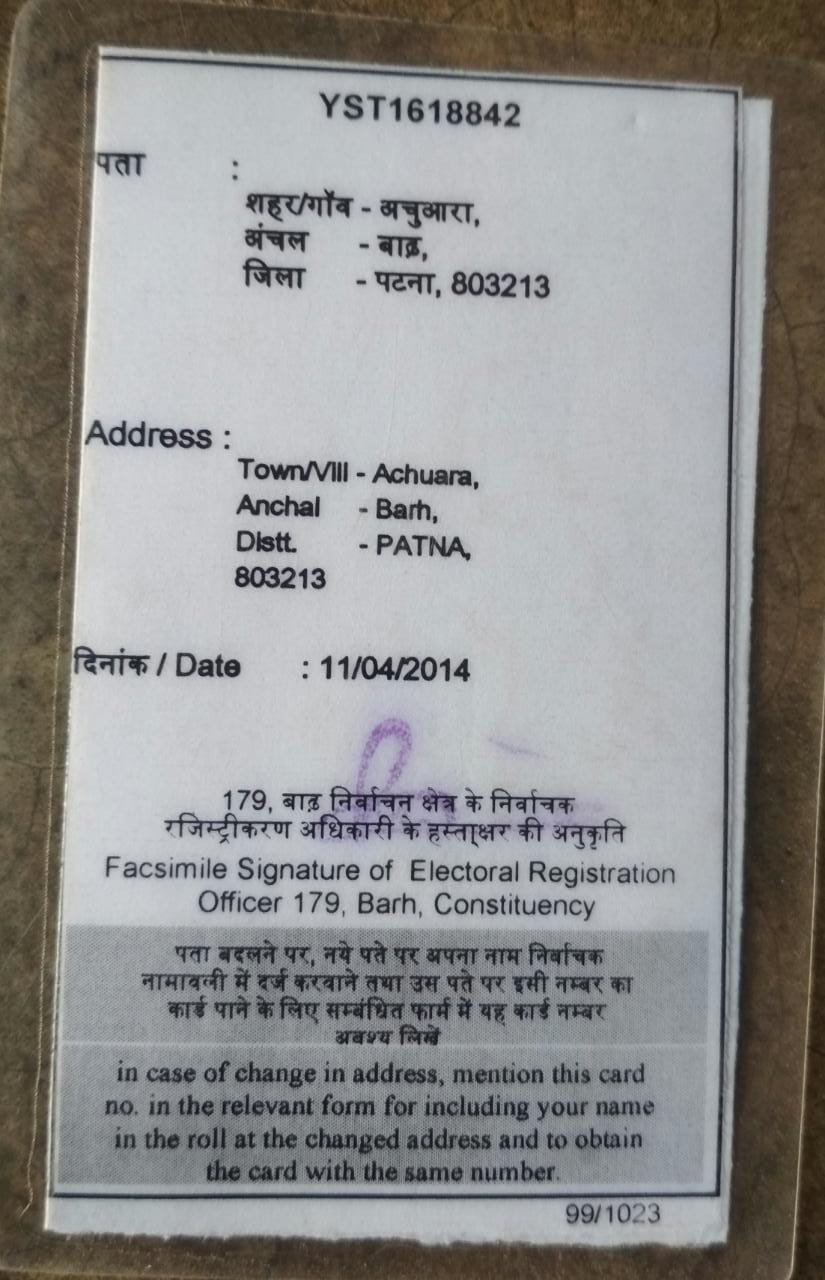 YST1618842
पता :
शहर/गॉंव - अचुआरा,
अंचल - बाढ़,
जिला - पटना, 803213
Address :
Town/Vill - Achuara,
Anchal - Barh,
Distt. - PATNA,
803213
दिनांक / Date : 11/04/2014
179, बाढ़ निर्वाचन क्षेत्र के निर्वाचक
रजिस्ट्रीकरण अधिकारी के हस्ताक्षर की अनुकृति
Facsimile Signature of Electoral Registration
Officer 179, Barh, Constituency
पता बदलने पर, नये पते पर अपना नाम निर्वाचक
नामावली में दर्ज करवाने तथा उस पते पर इसी नम्बर का
कार्ड पाने के लिए सम्बंधित फार्म में यह कार्ड नम्बर
अवश्य लिखें
in case of change in address, mention this card
no. in the relevant form for including your name
in the roll at the changed address and to obtain
the card with the same number.
99/1023